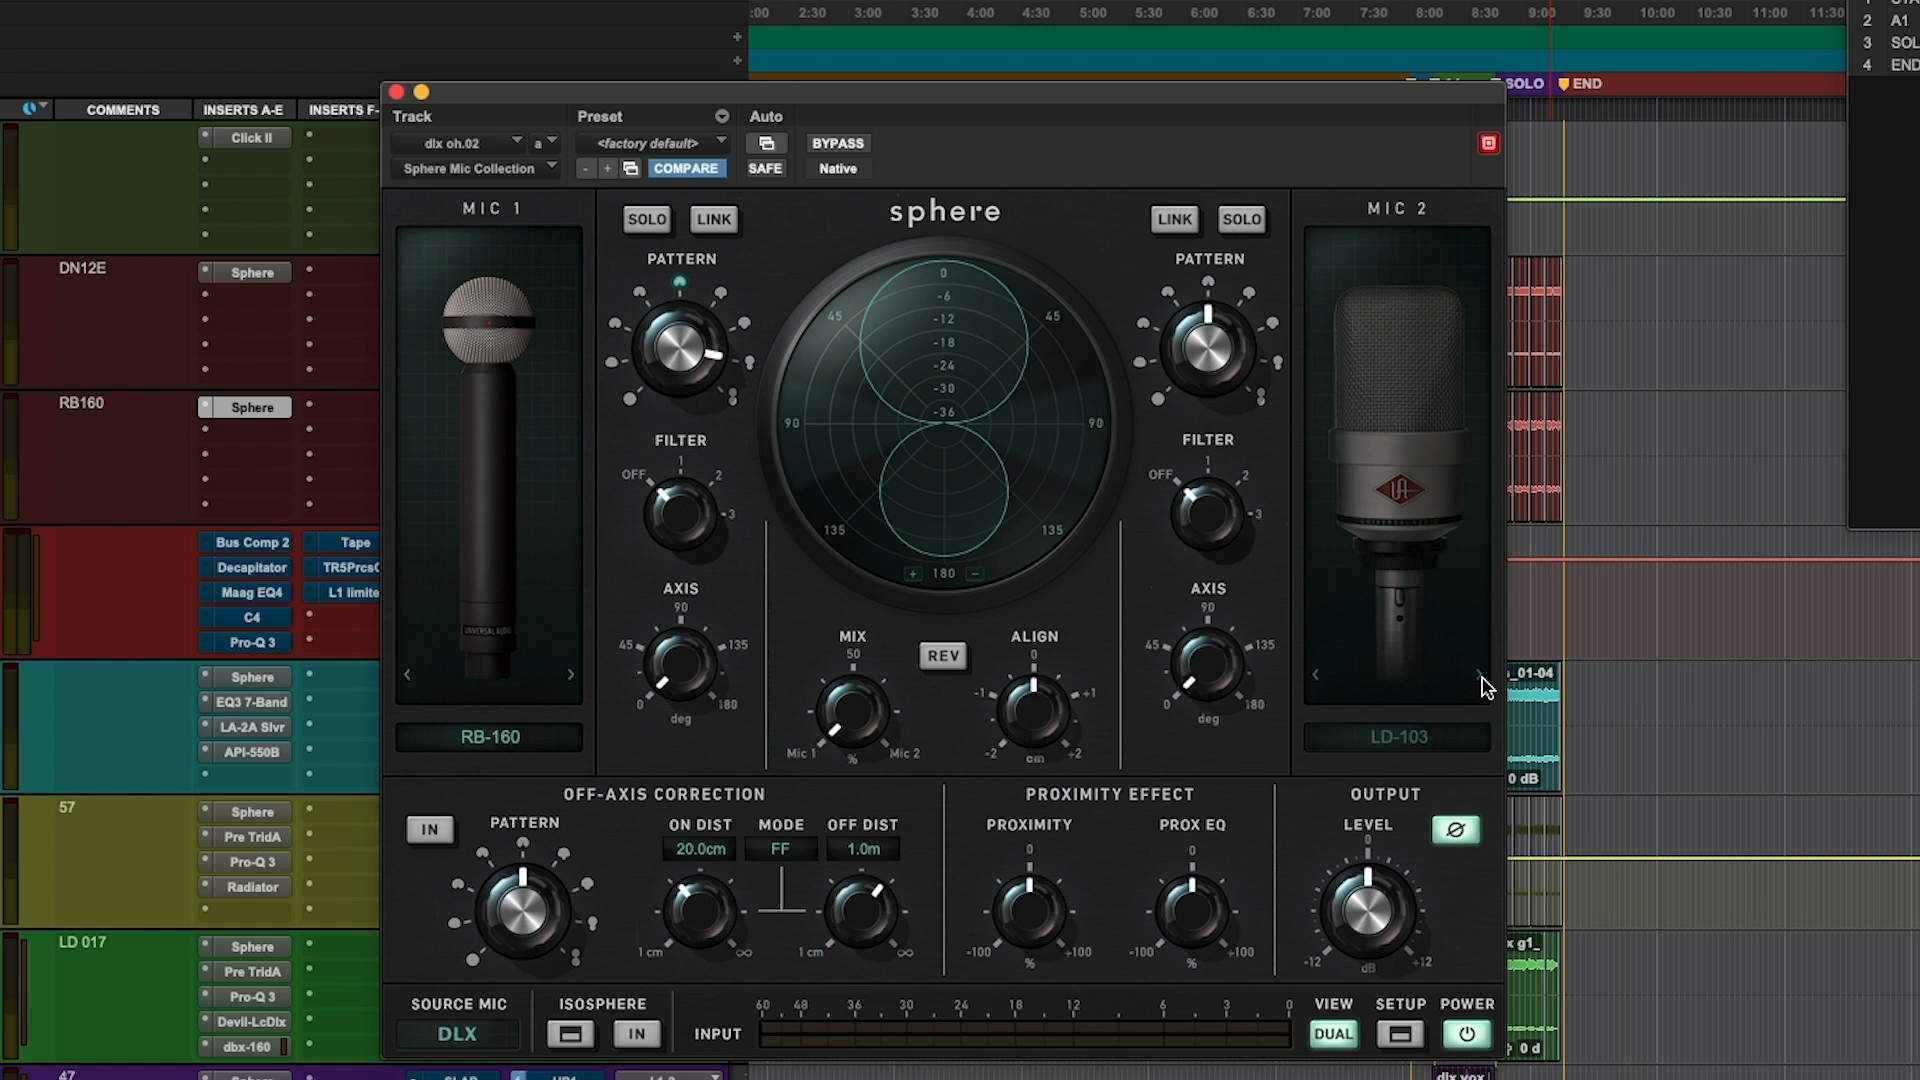 :00 2:30 3:00 3:30 4:00 4:30 5:00 5:30 6:00 6:30 7:00 7:30 8:00 8:30 9:00 9:30 10:00 10:30 11:00 11:30
2 A1
3 SOL
4 END
SOLO END
COMMENTS INSERTS A-E INSERTS F-
Click II
DN12E
Sphere
RB160
Sphere
Bus Comp 2 Tape
Decapitator TR5PrcsC
Maag EQ4 L1 limite
C4
Pro-Q 3
Sphere
EQ3 7-Band
LA-2A Slvr
API-550B
57
Sphere
Pre TridA
Pro-Q 3
Radiator
LD 017
Sphere
Pre TridA
Pro-Q 3
Devil-LcDlx
dbx-160
47
Track Preset Auto
dlx oh.02 a <factory default> BYPASS
Sphere Mic Collection - + COMPARE SAFE Native
MIC 1
SOLO LINK
sphere
LINK SOLO
MIC 2
PATTERN
PATTERN
0
-6
-12
-18
-24
-30
-36
45 45
90 90
135 135
+ 180 -
FILTER
OFF 1 2 3
FILTER
OFF 1 2 3
AXIS
0 45 90 135 180
deg
AXIS
0 45 90 135 180
deg
UNIVERSAL AUDIO
MIX
50
Mic 1 % Mic 2
REV
ALIGN
0
-1 +1
-2 cm +2
RB-160
LD-103
_01-04
0 dB
OFF-AXIS CORRECTION
IN PATTERN
ON DIST MODE OFF DIST
20.0cm FF 1.0m
1 cm ∞ 1 cm ∞
PROXIMITY EFFECT
PROXIMITY PROX EQ
0 0
-100 % +100 -100 % +100
OUTPUT
LEVEL
0
-12 dB +12
x g1_
0 d
SOURCE MIC
DLX
ISOSPHERE
IN
INPUT
60 48 36 30 24 18 12 6 3 0
VIEW SETUP POWER
DUAL
dlx vox